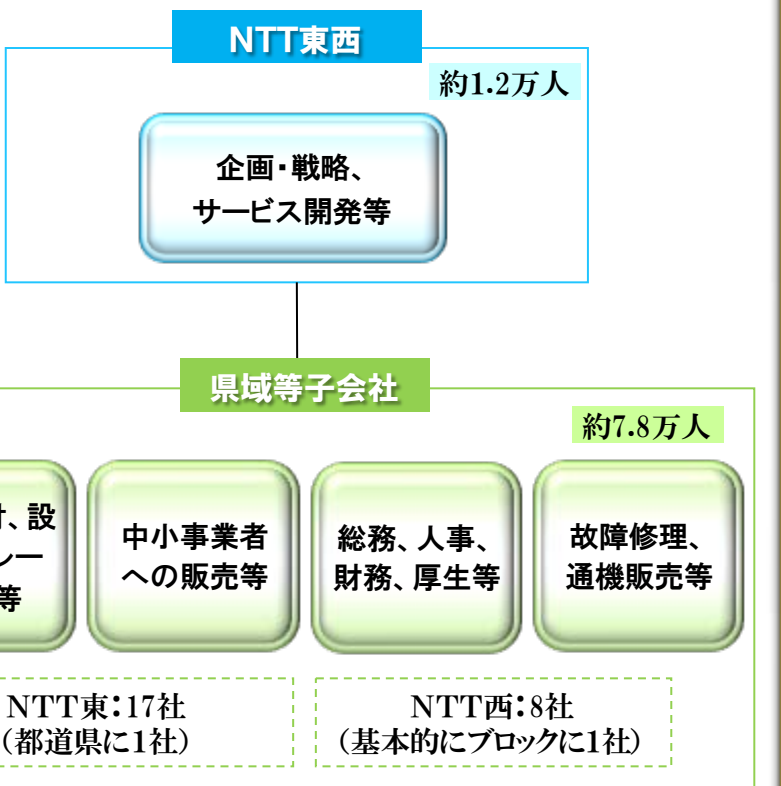 NTT東西
約1.2万人
企画・戦略、
サービス開発等
県域等子会社
約7.8万人
、設
レー
等
中小事業者
への販売等
総務、人事、
財務、厚生等
故障修理、
通機販売等
NTT東：17社
（都道県に1社）
NTT西：8社
（基本的にブロックに1社）